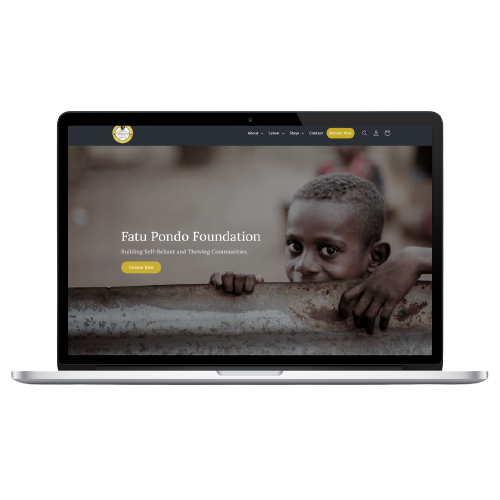 About Latest Shop Contact Donate Now
Fatu Pondo Foundation
Building Self-Reliant and Thriving Communities.
Donate Now